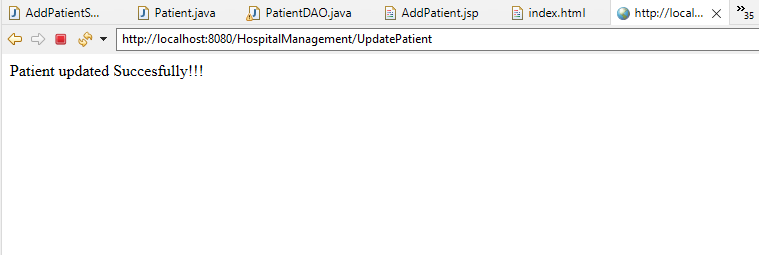 AddPatientS... Patient.java PatientDAO.java AddPatient.jsp index.html http://local... »35
http://localhost:8080/HospitalManagement/UpdatePatient
Patient updated Succesfully!!!